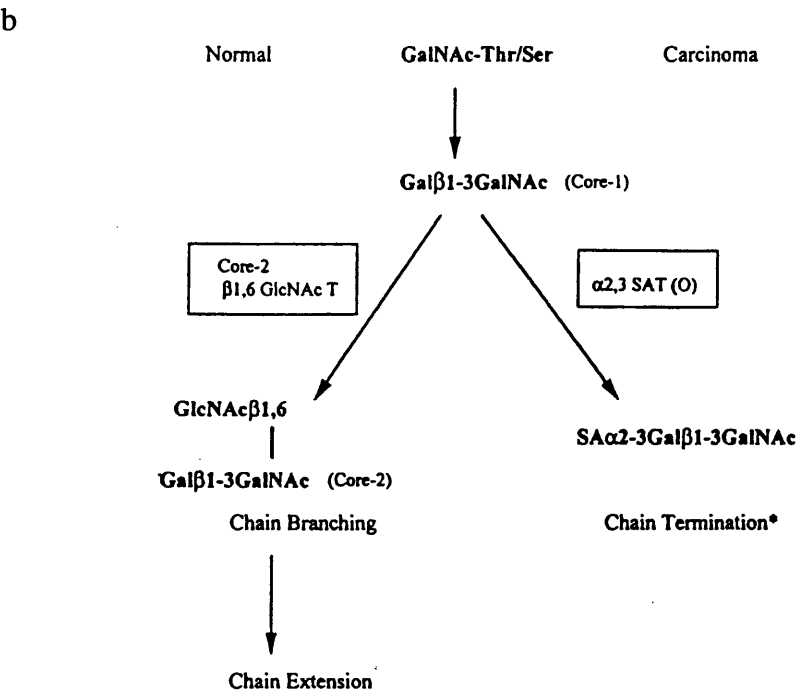 b
Normal GalNAc-Thr/Ser Carcinoma
Galβ1-3GalNAc (Core-1)
Core-2
β1,6 GlcNAc T
α2,3 SAT (O)
GlcNAcβ1,6
SAα2-3Galβ1-3GalNAc
Galβ1-3GalNAc (Core-2)
Chain Branching
Chain Termination*
Chain Extension